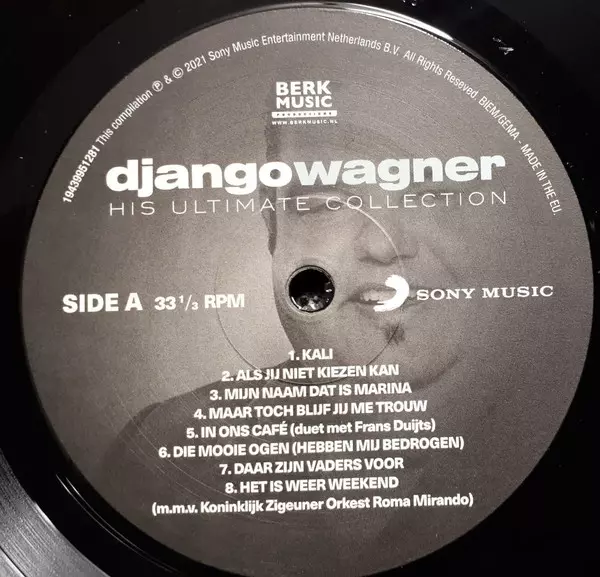 19439951281 This compilation ℗ & © 2021 Sony Music Entertainment Netherlands B.V. All Rights Reseved. BIEM/GEMA - MADE IN THE EU.
BERK
MUSIC
PRODUCTIONS
WWW.BERKMUSIC.NL
djangowagner
HIS ULTIMATE COLLECTION
SIDE A 33 1/3 RPM
SONY MUSIC
1. KALI
2. ALS JIJ NIET KIEZEN KAN
3. MIJN NAAM DAT IS MARINA
4. MAAR TOCH BLIJF JIJ ME TROUW
5. IN ONS CAFÉ (duet met Frans Duijts)
6. DIE MOOIE OGEN (HEBBEN MIJ BEDROGEN)
7. DAAR ZIJN VADERS VOOR
8. HET IS WEER WEEKEND
(m.m.v. Koninklijk Zigeuner Orkest Roma Mirando)